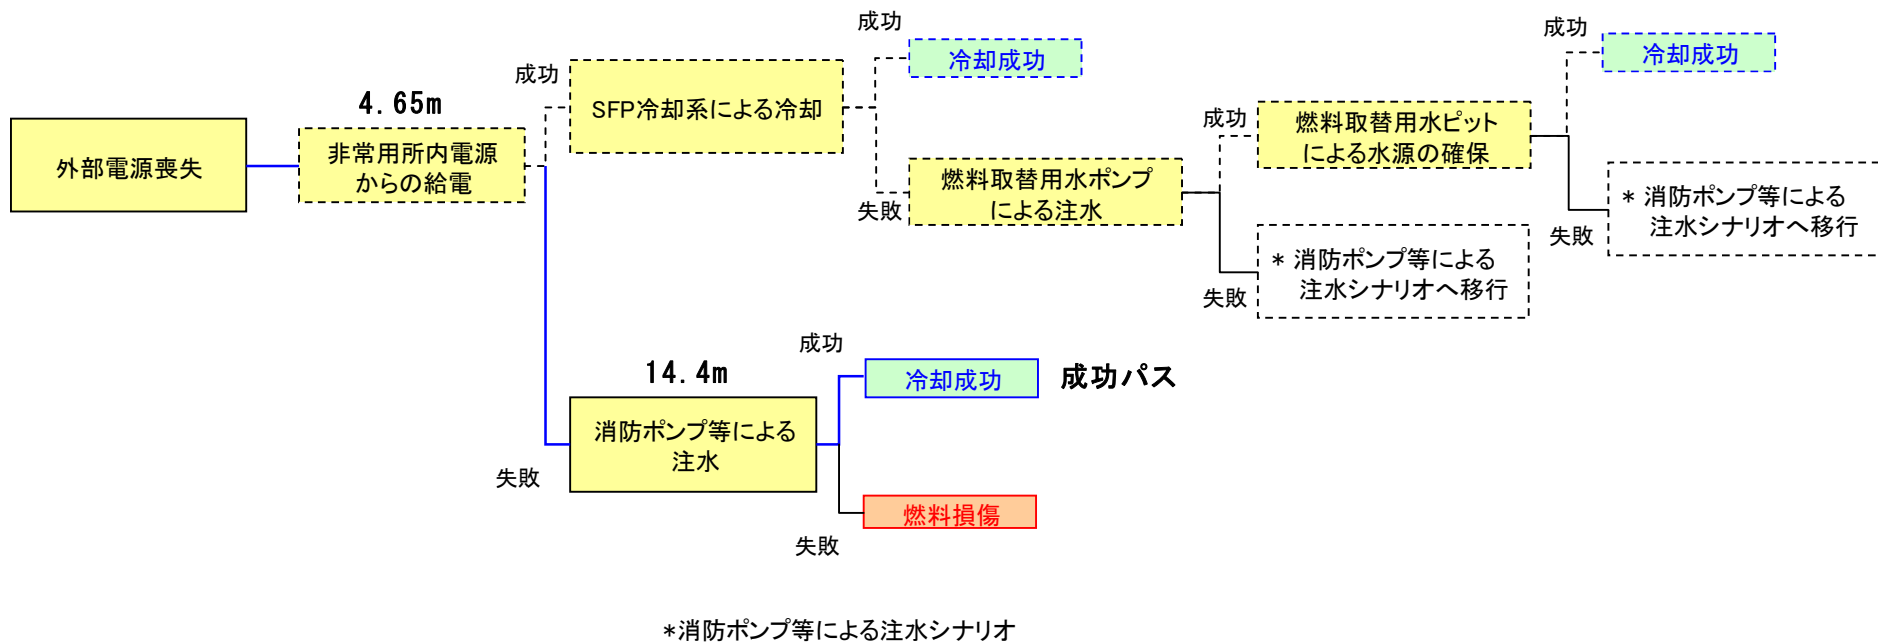 外部電源喪失
4.65m
非常用所内電源
からの給電
成功
SFP冷却系による冷却
成功
冷却成功
失敗
燃料取替用水ポンプ
による注水
成功
燃料取替用水ピット
による水源の確保
成功
冷却成功
失敗
* 消防ポンプ等による
注水シナリオへ移行
失敗
* 消防ポンプ等による
注水シナリオへ移行
失敗
14.4m
消防ポンプ等による
注水
成功
冷却成功
成功パス
失敗
燃料損傷
*消防ポンプ等による注水シナリオ